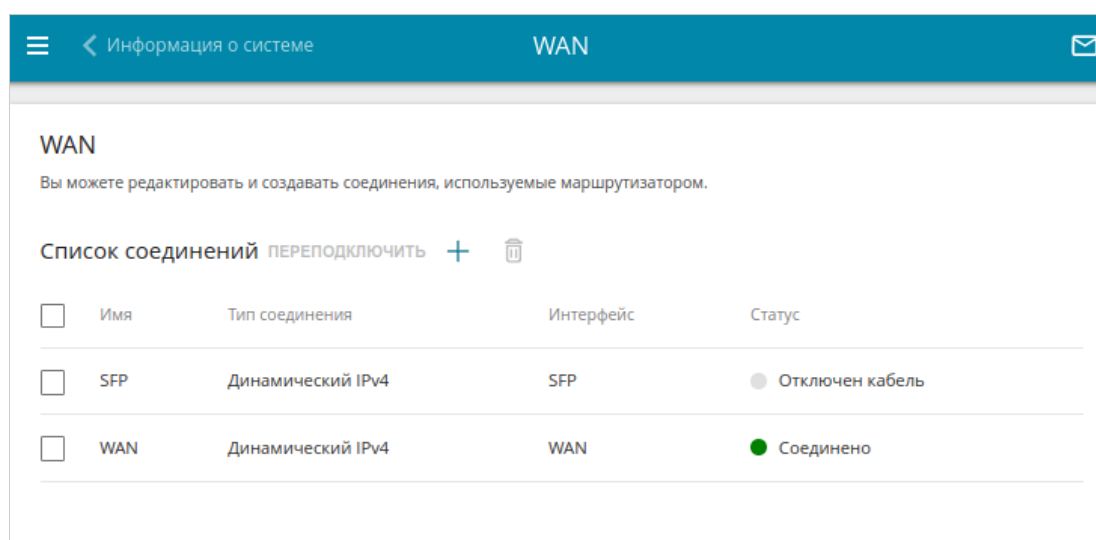 Информация о системе WAN
WAN
Вы можете редактировать и создавать соединения, используемые маршрутизатором.
Список соединений ПЕРЕПОДКЛЮЧИТЬ +
Имя Тип соединения Интерфейс Статус
SFP Динамический IPv4 SFP Отключен кабель
WAN Динамический IPv4 WAN Соединено